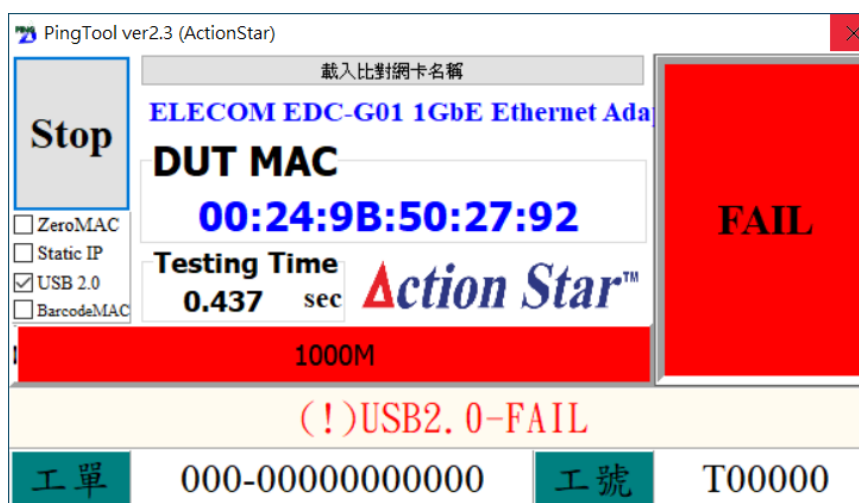 PingTool ver2.3 (ActionStar)
載入比對網卡名稱
Stop
ELECOM EDC-G01 1GbE Ethernet Ada
DUT MAC
00:24:9B:50:27:92
FAIL
ZeroMAC
Static IP
USB 2.0
BarcodeMAC
Testing Time
0.437 sec
Action Star™
1000M
(!)USB2.0-FAIL
工單 000-00000000000 工號 T00000